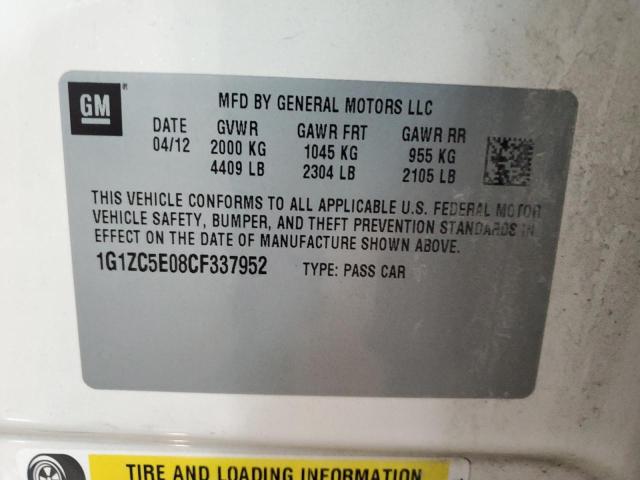 GM
MFD BY GENERAL MOTORS LLC
DATE GVWR GAWR FRT GAWR RR
04/12 2000 KG 1045 KG 955 KG
4409 LB 2304 LB 2105 LB
THIS VEHICLE CONFORMS TO ALL APPLICABLE U.S. FEDERAL MOTOR
VEHICLE SAFETY, BUMPER, AND THEFT PREVENTION STANDARDS IN
EFFECT ON THE DATE OF MANUFACTURE SHOWN ABOVE.
1G1ZC5E08CF337952 TYPE: PASS CAR
TIRE AND LOADING INFORMATION